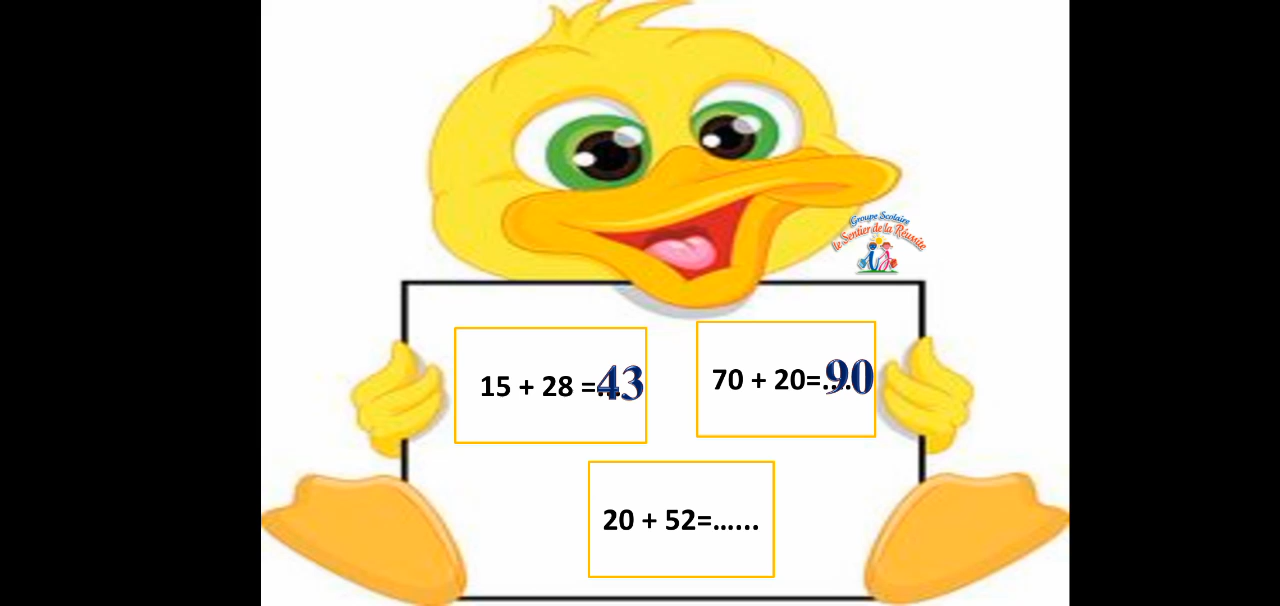 Groupe Scolaire
le Sentier de la Réussite
15 + 28 =...43
70 + 20=....90
20 + 52=......